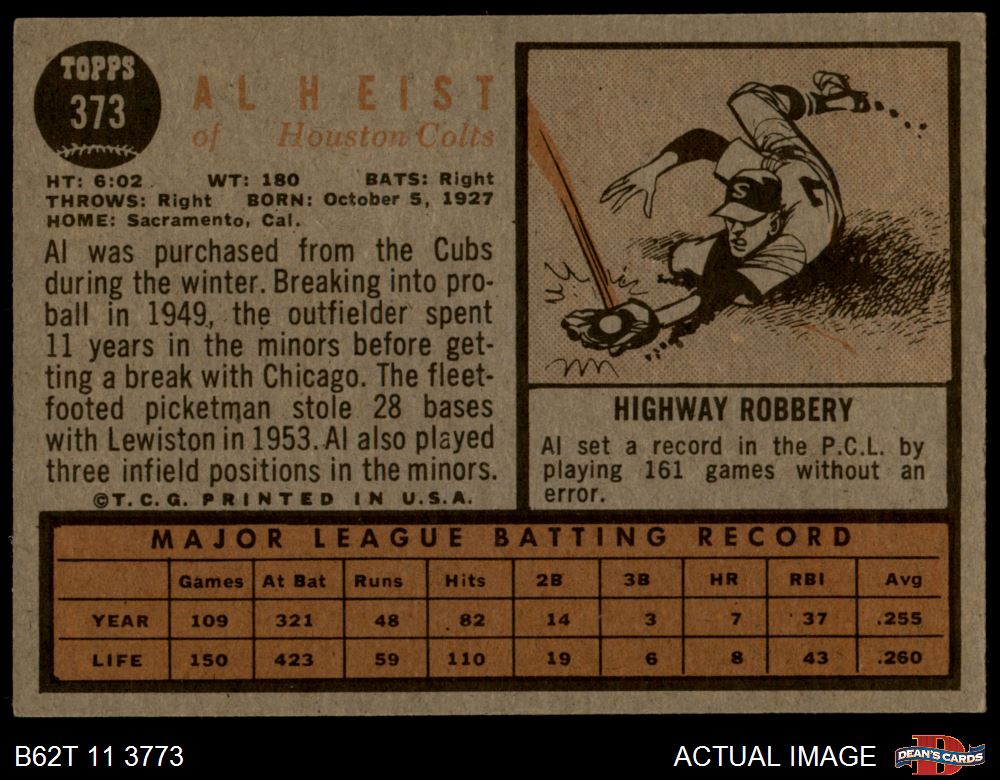 TOPPS
373
AL HEIST
of Houston Colts
HT: 6:02 WT: 180 BATS: Right
THROWS: Right BORN: October 5, 1927
HOME: Sacramento, Cal.
Al was purchased from the Cubs
during the winter. Breaking into pro-
ball in 1949, the outfielder spent
11 years in the minors before get-
ting a break with Chicago. The fleet-
footed picketman stole 28 bases
with Lewiston in 1953. Al also played
three infield positions in the minors.
©T.C.G. PRINTED IN U.S.A.
S
HIGHWAY ROBBERY
Al set a record in the P.C.L. by
playing 161 games without an
error.
MAJOR LEAGUE BATTING RECORD
Games At Bat Runs Hits 2B 3B HR RBI Avg
YEAR 109 321 48 82 14 3 7 37 .255
LIFE 150 423 59 110 19 6 8 43 .260
B62T 11 3773 ACTUAL IMAGE
D
DEAN'S CARDS